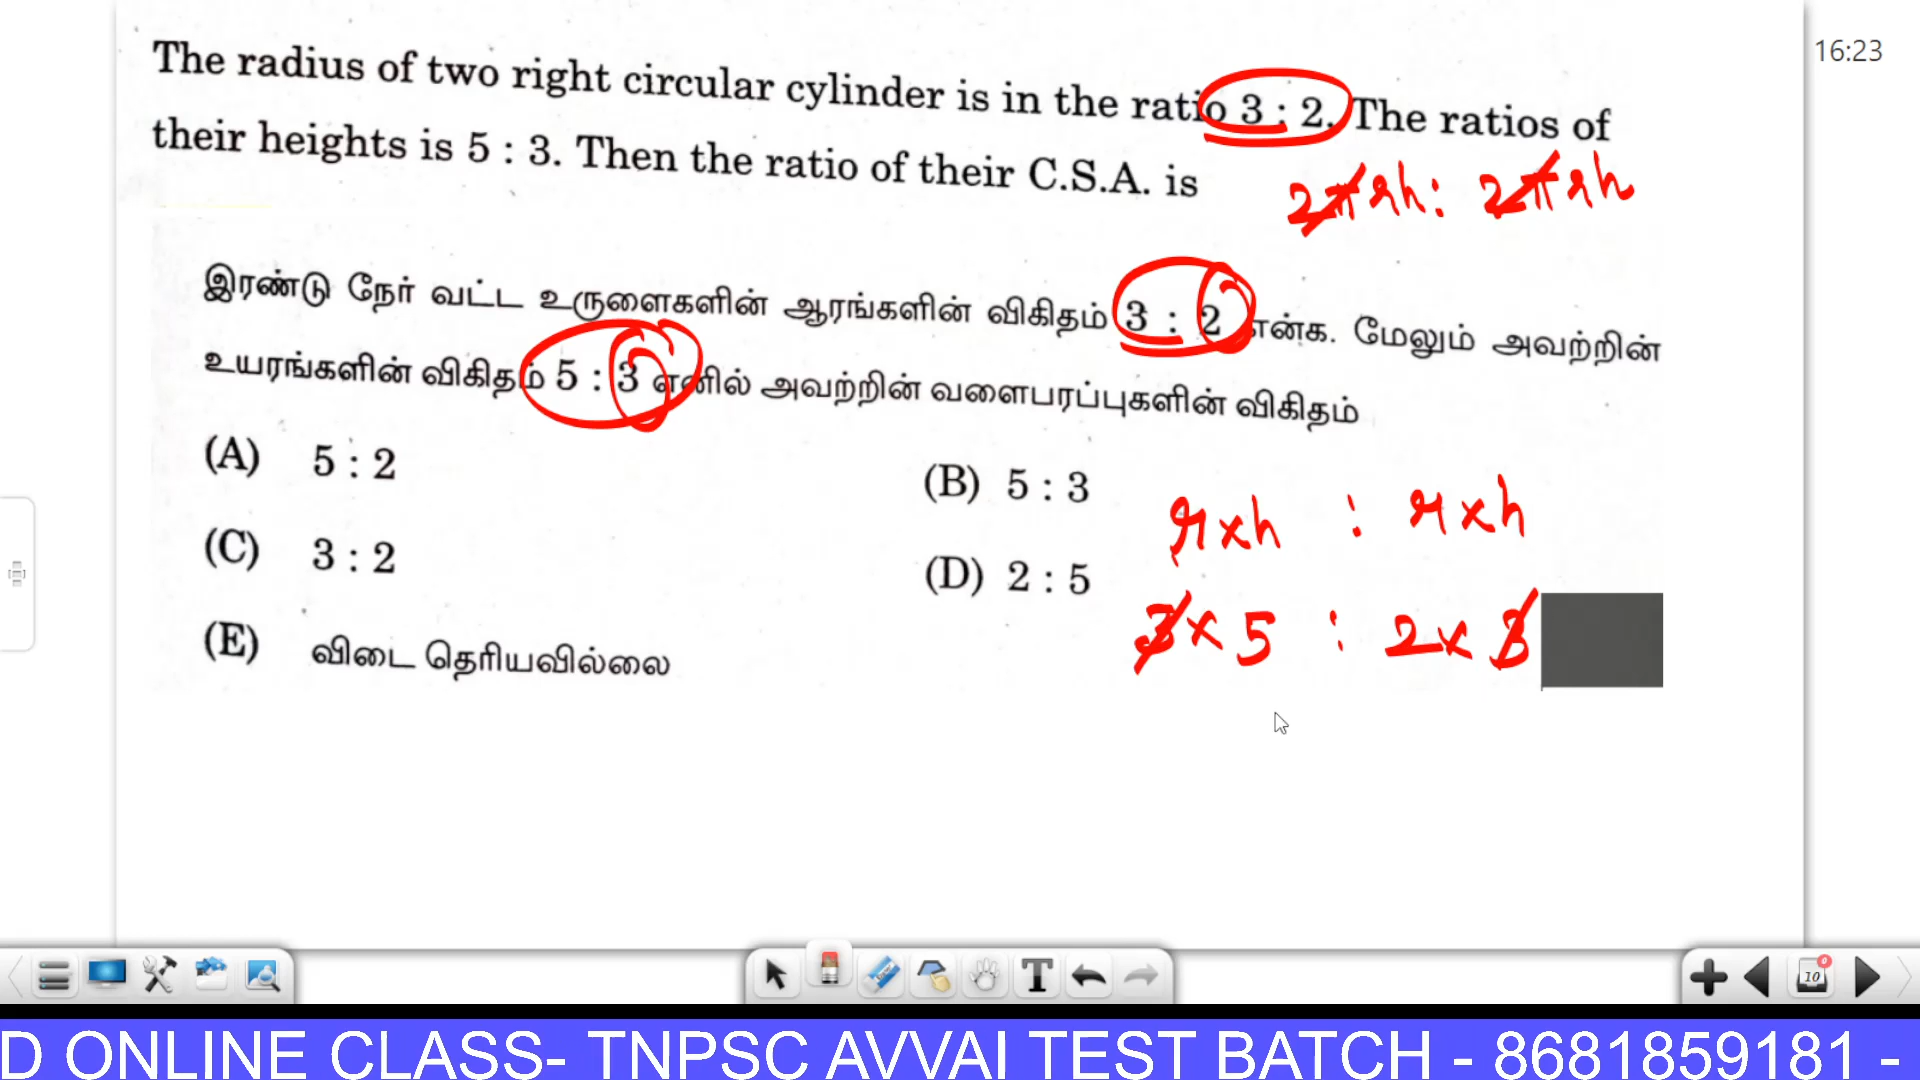 16:23
The radius of two right circular cylinder is in the ratio 3 : 2. The ratios of
their heights is 5 : 3. Then the ratio of their C.S.A. is
2πrh : 2πrh
இரண்டு நேர் வட்ட உருளைகளின் ஆரங்களின் விகிதம் 3 : 2 என்க. மேலும் அவற்றின்
உயரங்களின் விகிதம் 5 : 3 எனில் அவற்றின் வளைபரப்புகளின் விகிதம்
(A) 5 : 2
(B) 5 : 3
(C) 3 : 2
(D) 2 : 5
(E) விடை தெரியவில்லை
r×h : r×h
3×5 : 2×3
T
10
0
D ONLINE CLASS- TNPSC AVVAI TEST BATCH - 8681859181 -